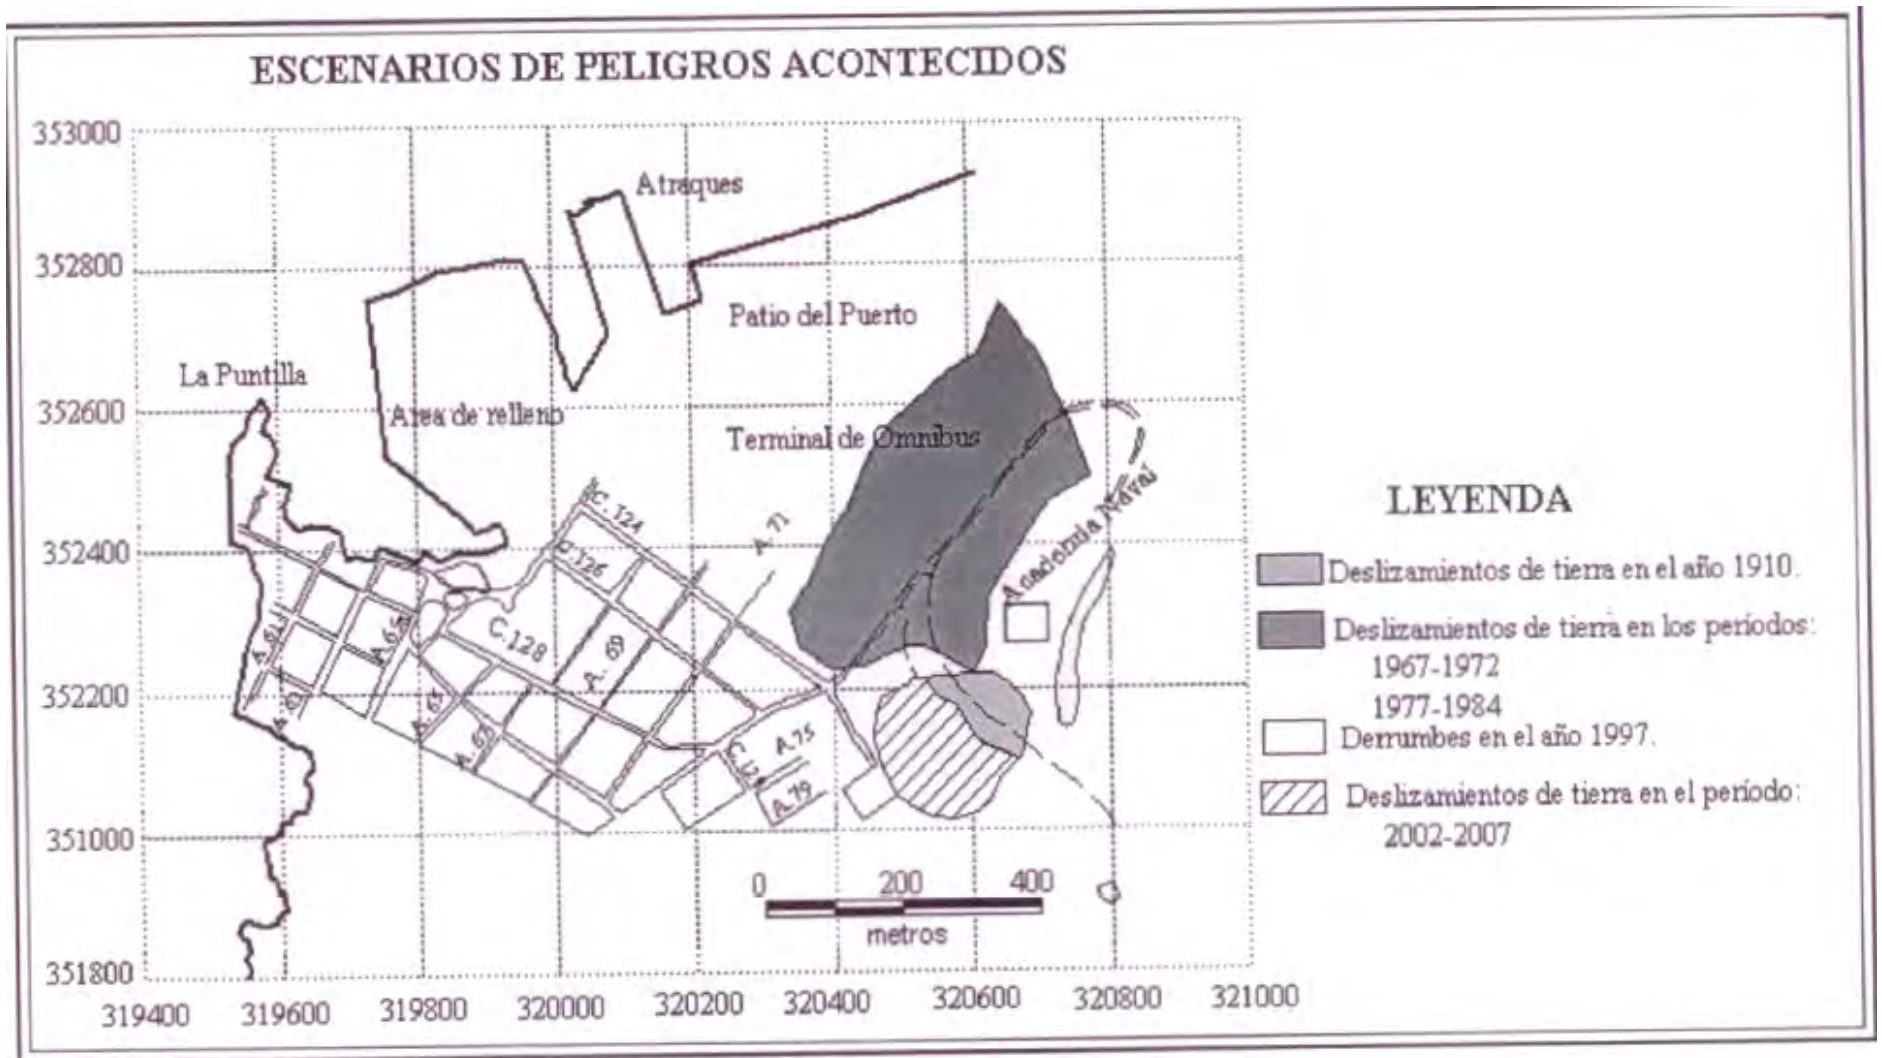 ESCENARIOS DE PELIGROS ACONTECIDOS
353000
Atraques
352800
Patio del Puerto
La Puntilla
352600
Area de relleno
Terminal de Omnibus
C. 124
A. 71
Academia Naval
352400
C. 126
A. 61
C. 128
A. 69
352200
A. 63
A. 65
A. 67
A. 75
A. 79
351000
0 200 400
metros
351800
319400 319600 319800 320000 320200 320400 320600 320800 321000
LEYENDA
Deslizamientos de tierra en el año 1910.
Deslizamientos de tierra en los períodos:
1967-1972
1977-1984
Derrumbes en el año 1997.
Deslizamientos de tierra en el período:
2002-2007